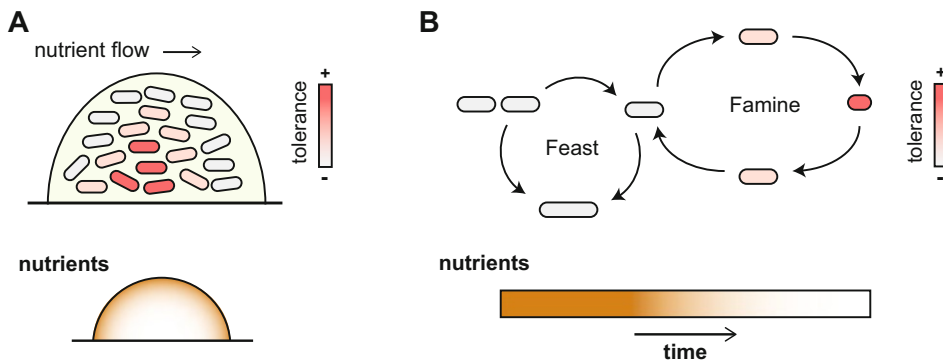 A
nutrient flow
+
tolerance
-
nutrients
B
Feast
Famine
+
tolerance
-
nutrients
time